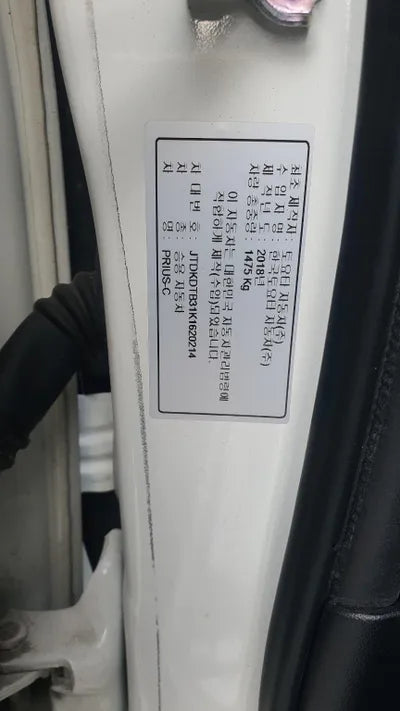 최초 제작자 : 토요타 자동차(주)
수 입 자 명 : 한국토요타 자동차(주)
제 작 년 도 : 2018년
차량 총중량 : 1475 Kg
이 자동차는 대한민국 자동차관리법령에
적합하게 제작(수입)되었습니다.
차 대 번 호 : JTDKDTB31K1620214
차 종 : 승용 자동차
차 명 : PRIUS-C